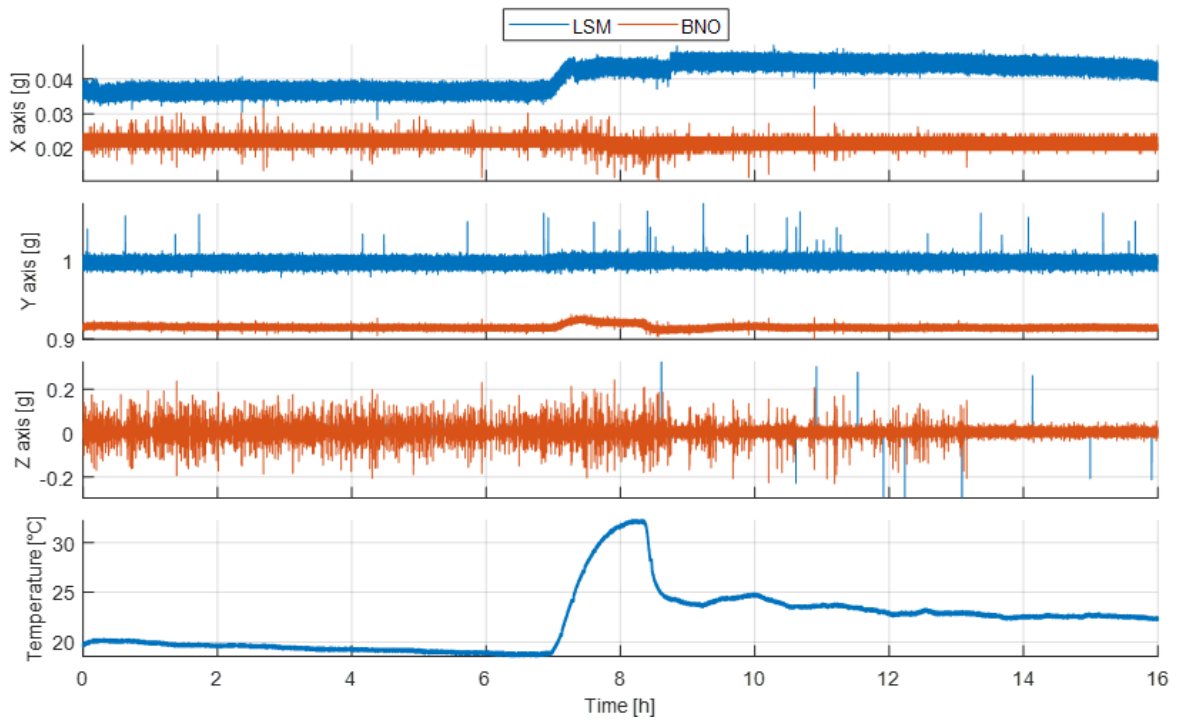 LSM BNO
X axis [g]
0.04
0.03
0.02
Y axis [g]
1
0.9
Z axis [g]
0.2
0
-0.2
Temperature [°C]
30
25
20
0 2 4 6 8 10 12 14 16
Time [h]